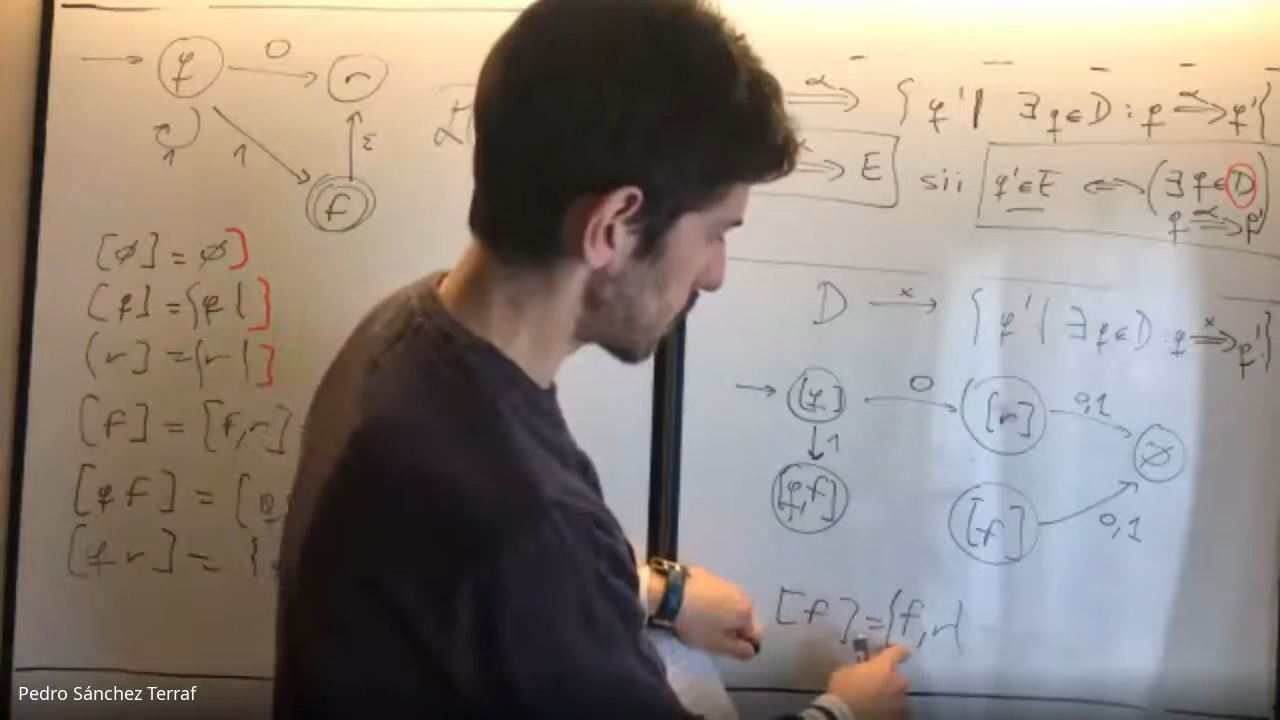 q 0 r
1 1 ε
f
[∅] = ∅]
[q] = {q}]
[r] = {r}]
[f] = {f,r}
[q f] = {q
[q r] = {
α ⟹ { q' | ∃ q ∈ D : q α⟹ q' }
⟹ E sii q' ∈ E ⟺ (∃ q ∈ D
q α⟹ q'
D x→ { q' | ∃ q ∈ D : q x⟹ q' }
[q] 0 [r] 0,1
1 ∅
[q,f] [f] 0,1
[f] = {f,r}
Pedro Sánchez Terraf